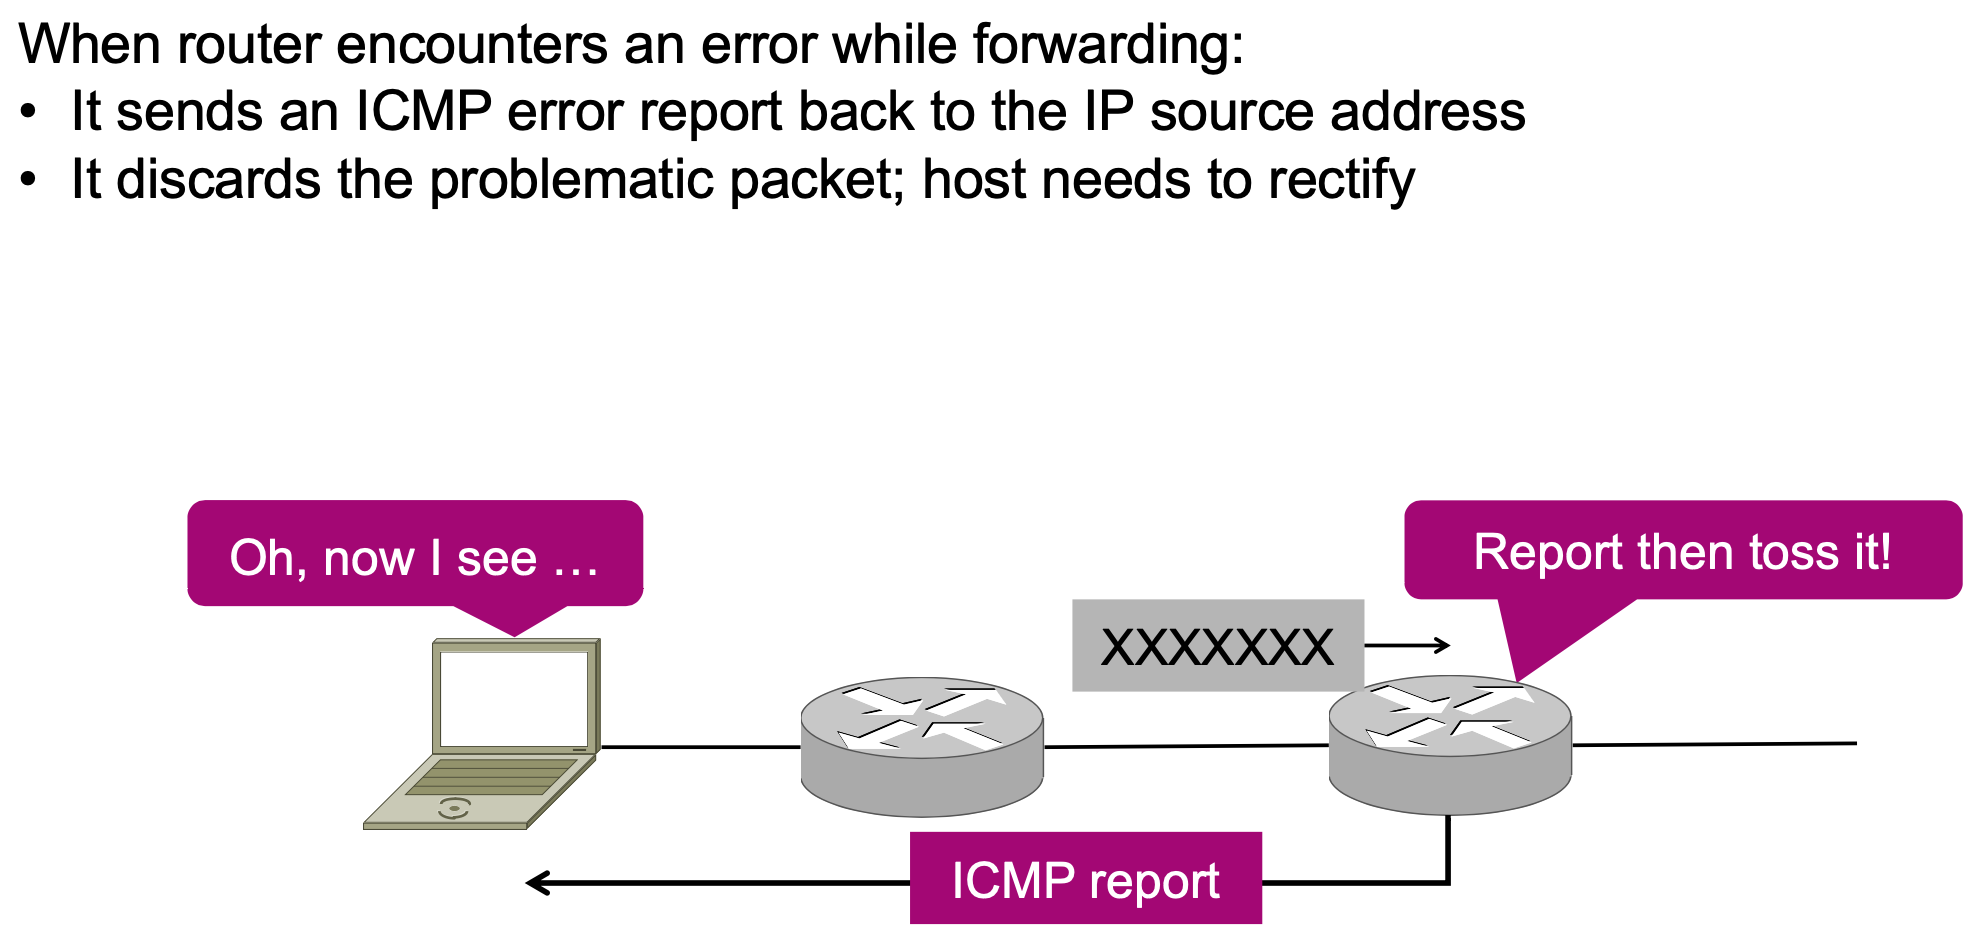 When router encounters an error while forwarding:
• It sends an ICMP error report back to the IP source address
• It discards the problematic packet; host needs to rectify
Oh, now I see …
Report then toss it!
XXXXXXX
ICMP report